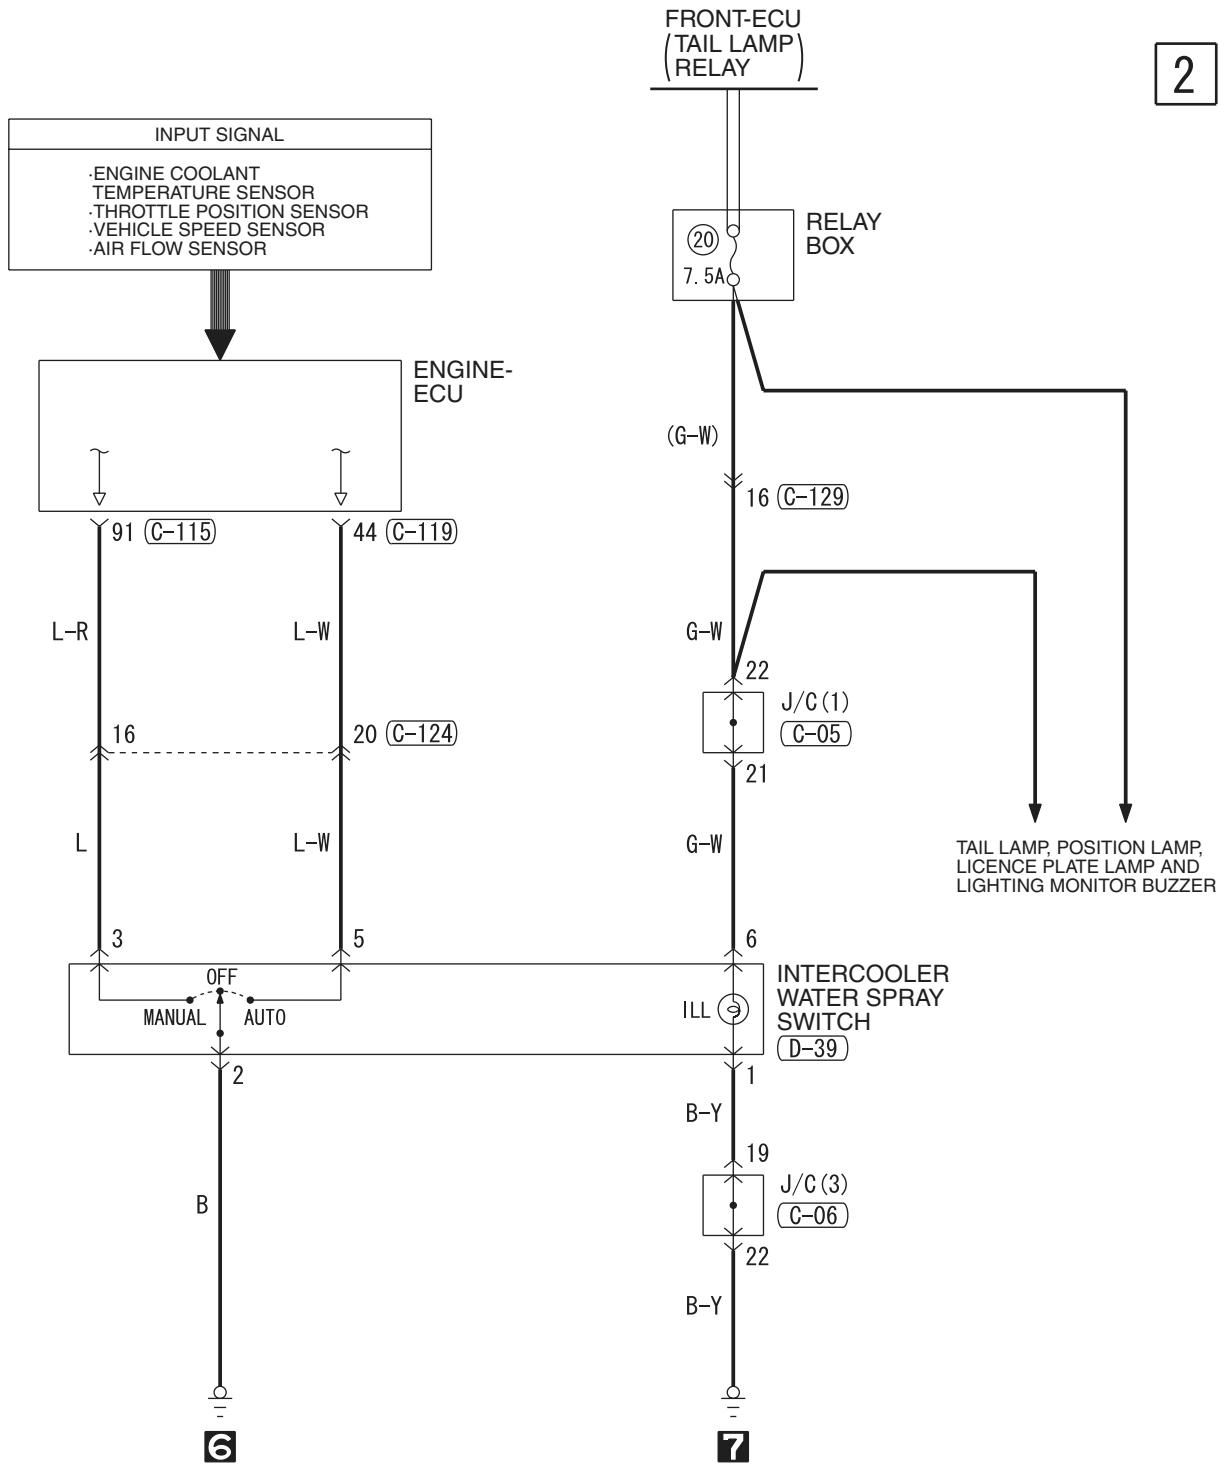 FRONT-ECU
(TAIL LAMP
RELAY)
2
INPUT SIGNAL
·ENGINE COOLANT
TEMPERATURE SENSOR
·THROTTLE POSITION SENSOR
·VEHICLE SPEED SENSOR
·AIR FLOW SENSOR
20
7.5A
RELAY
BOX
ENGINE-
ECU
(G-W)
16 C-129
91 C-115
44 C-119
L-R
L-W
G-W
22
J/C(1)
C-05
16
20 C-124
21
L
L-W
G-W
TAIL LAMP, POSITION LAMP,
LICENCE PLATE LAMP AND
LIGHTING MONITOR BUZZER
3
5
6
OFF
MANUAL
AUTO
ILL
INTERCOOLER
WATER SPRAY
SWITCH
D-39
2
1
B-Y
19
J/C(3)
C-06
B
22
B-Y
6
7